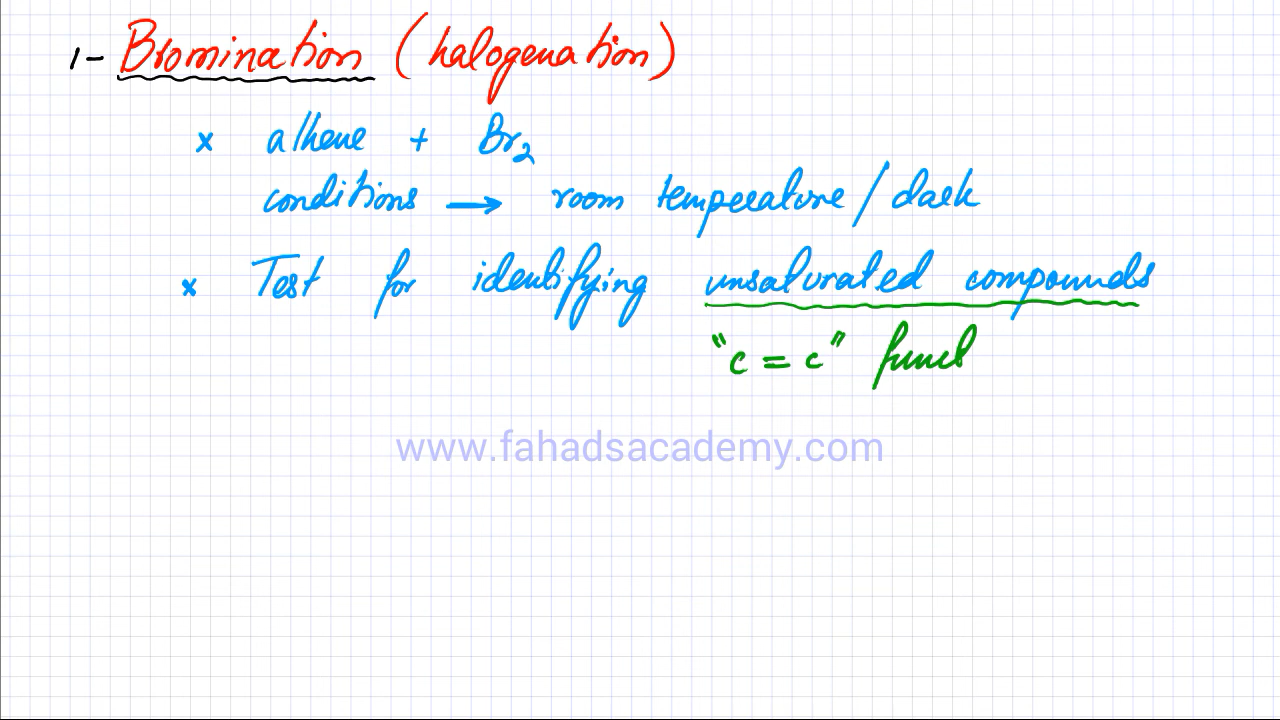 1- Bromination (halogenation)
x alkene + Br2
conditions → room temperature/dark
x Test for identifying unsaturated compounds
"c = c" funct
www.fahadsacademy.com